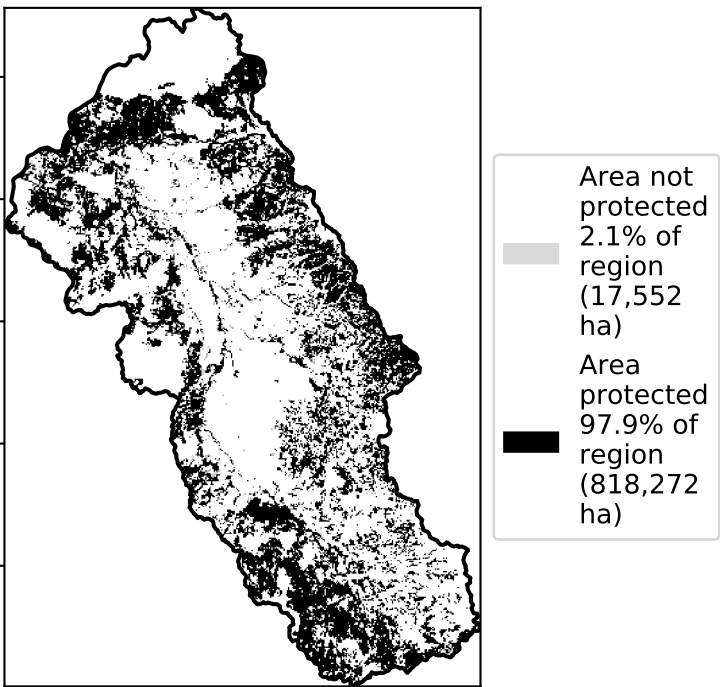 Area not
protected
2.1% of
region
(17,552
ha)
Area
protected
97.9% of
region
(818,272
ha)